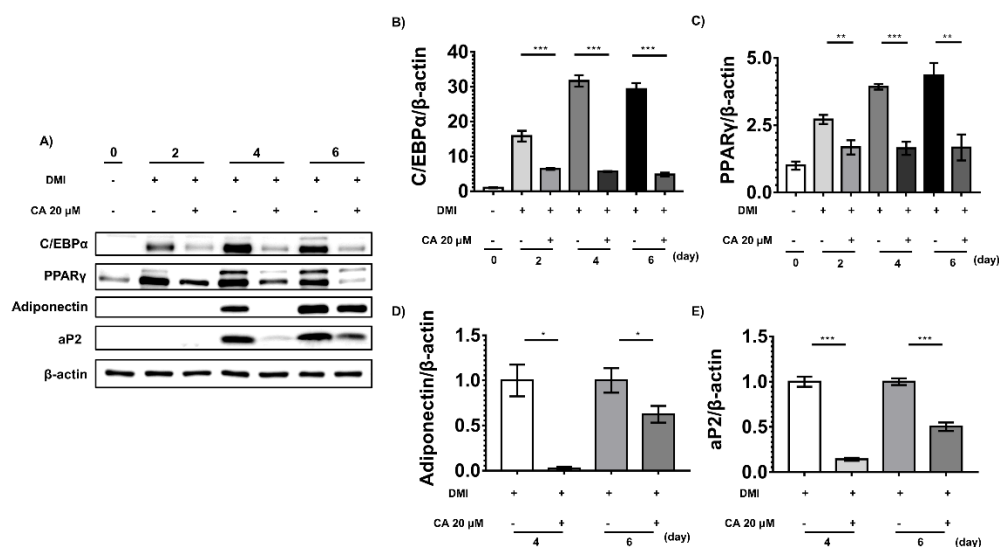 A)
0 2 4 6
DMI - + + + + + +
CA 20 μM - - + - + - +
C/EBPα
PPARγ
Adiponectin
aP2
β-actin
B)
*** *** ***
C/EBPα/β-actin
40
30
20
10
0
DMI - + + + + + +
CA 20 μM - - + - + - +
0 2 4 6 (day)
C)
** *** **
PPARγ/β-actin
5.0
2.5
0.0
DMI - + + + + + +
CA 20 μM - - + - + - +
0 2 4 6 (day)
D)
* *
Adiponectin/β-actin
1.5
1.0
0.5
0.0
DMI + + + +
CA 20 μM - + - +
4 6 (day)
E)
*** ***
aP2/β-actin
1.5
1.0
0.5
0.0
DMI + + + +
CA 20 μM - + - +
4 6 (day)